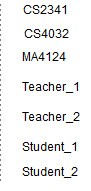 CS2341
CS4032
MA4124
Teacher_1
Teacher_2
Student_1
Student_2